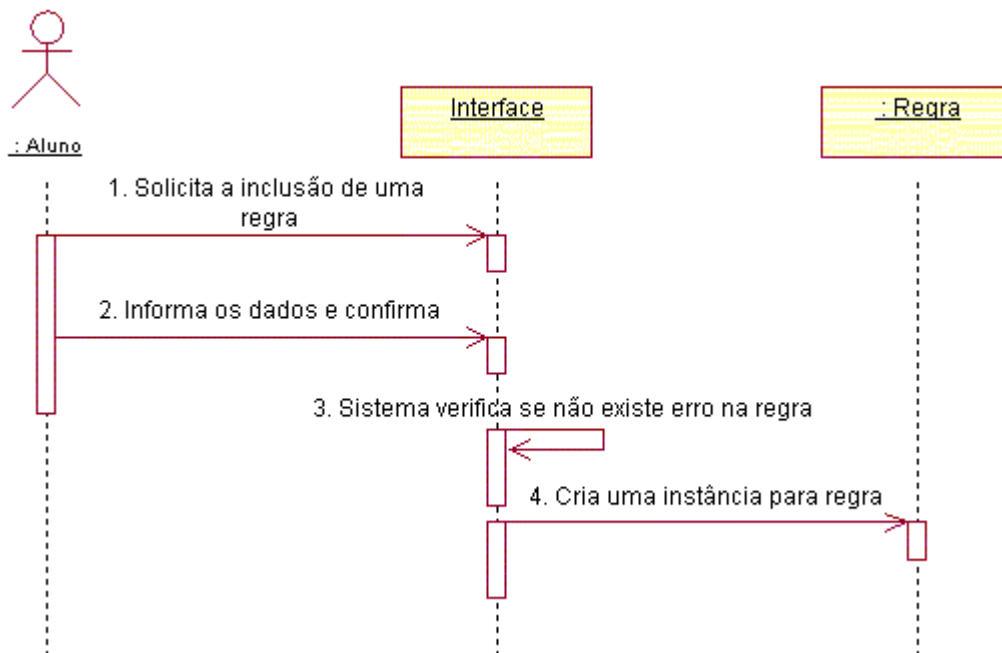 : Aluno
Interface
: Regra
1. Solicita a inclusão de uma
regra
2. Informa os dados e confirma
3. Sistema verifica se não existe erro na regra
4. Cria uma instância para regra